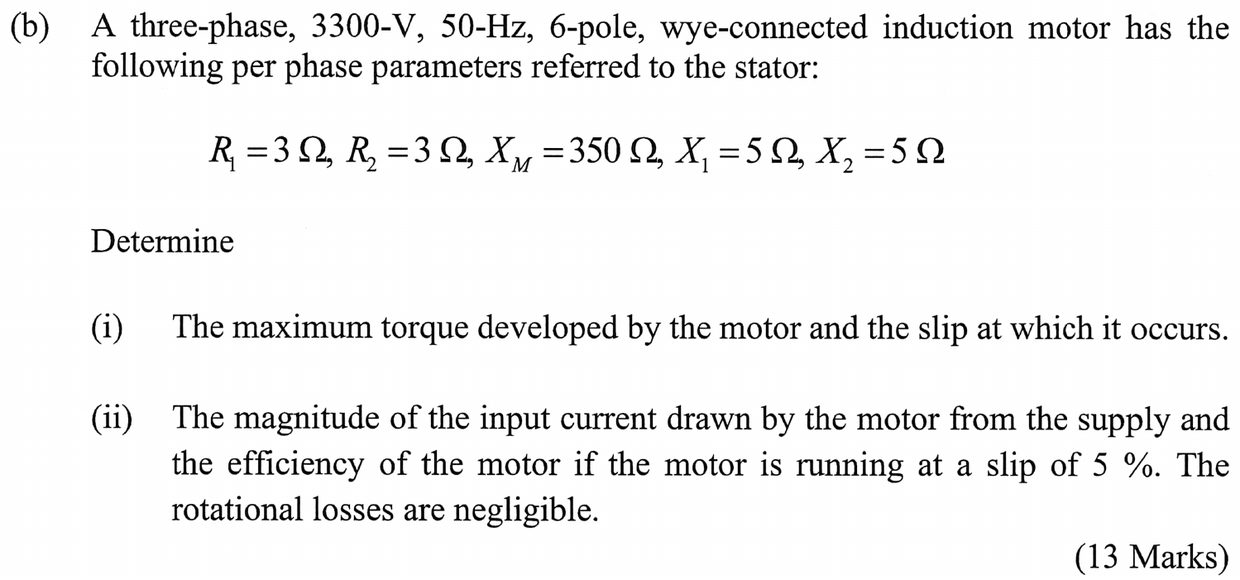 (b) A three-phase, 3300-V, 50-Hz, 6-pole, wye-connected induction motor has the
following per phase parameters referred to the stator:
R₁ = 3 Ω, R₂ = 3 Ω, X_M = 350 Ω, X₁ = 5 Ω, X₂ = 5 Ω
Determine
(i) The maximum torque developed by the motor and the slip at which it occurs.
(ii) The magnitude of the input current drawn by the motor from the supply and
the efficiency of the motor if the motor is running at a slip of 5 %. The
rotational losses are negligible.
(13 Marks)